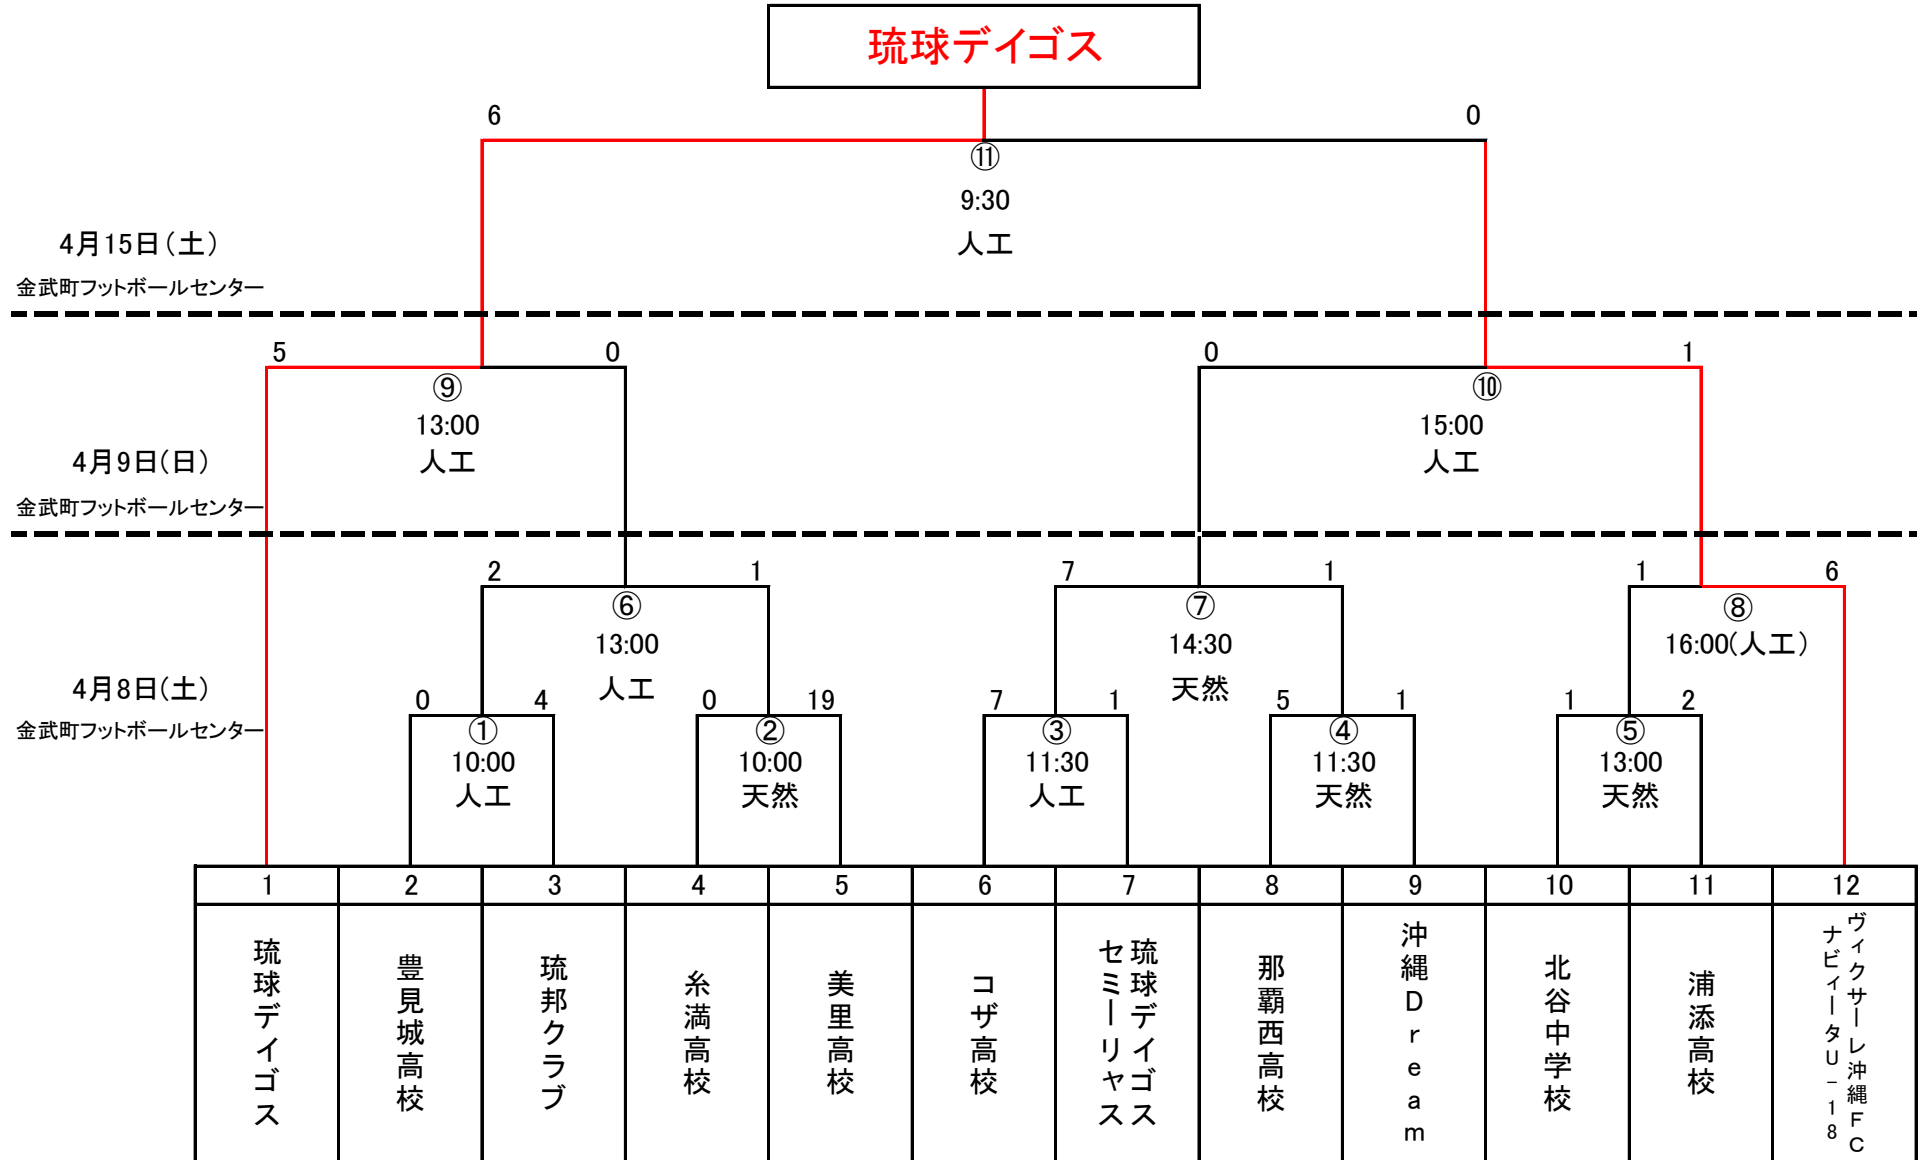 琉球デイゴス
6
0
⑪
9:30
人工
4月15日(土)
金武町フットボールセンター
5
0
0
1
⑨
⑩
13:00
15:00
人工
人工
4月9日(日)
金武町フットボールセンター
2
1
7
1
1
6
⑥
⑦
⑧
13:00
14:30
16:00(人工)
人工
天然
4月8日(土)
金武町フットボールセンター
0
4
0
19
7
1
5
1
1
2
①
②
③
④
⑤
10:00
10:00
11:30
11:30
13:00
人工
天然
人工
天然
天然
1
2
3
4
5
6
7
8
9
10
11
12
琉球デイゴス
豊見城高校
琉邦クラブ
糸満高校
美里高校
コザ高校
琉球デイゴス
セミーリャス
那覇西高校
沖縄Dream
北谷中学校
浦添高校
ヴィクサーレ沖縄FC
ナビィータU-18